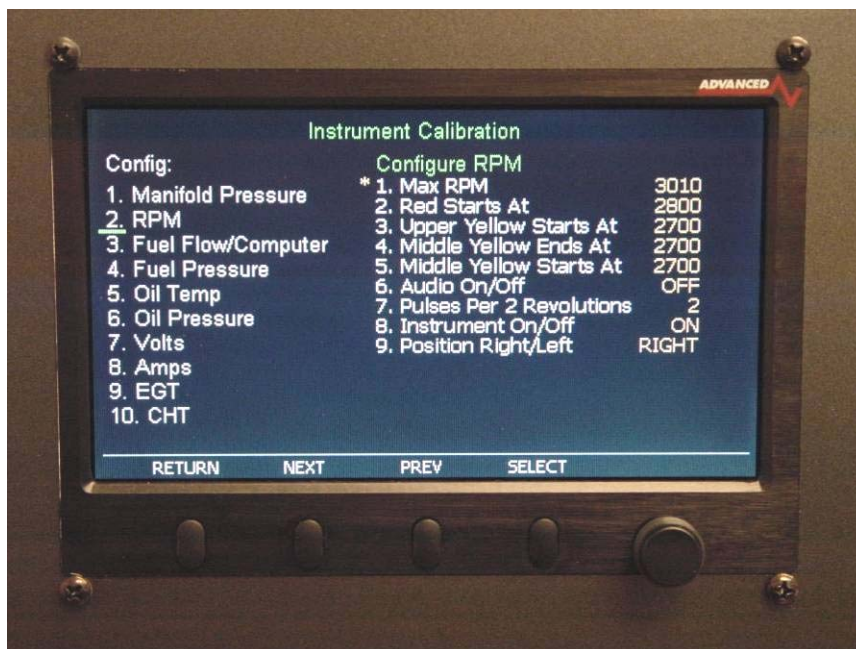 ADVANCED
Instrument Calibration
Config:
1. Manifold Pressure
2. RPM
3. Fuel Flow/Computer
4. Fuel Pressure
5. Oil Temp
6. Oil Pressure
7. Volts
8. Amps
9. EGT
10. CHT
Configure RPM
* 1. Max RPM 3010
2. Red Starts At 2800
3. Upper Yellow Starts At 2700
4. Middle Yellow Ends At 2700
5. Middle Yellow Starts At 2700
6. Audio On/Off OFF
7. Pulses Per 2 Revolutions 2
8. Instrument On/Off ON
9. Position Right/Left RIGHT
RETURN NEXT PREV SELECT